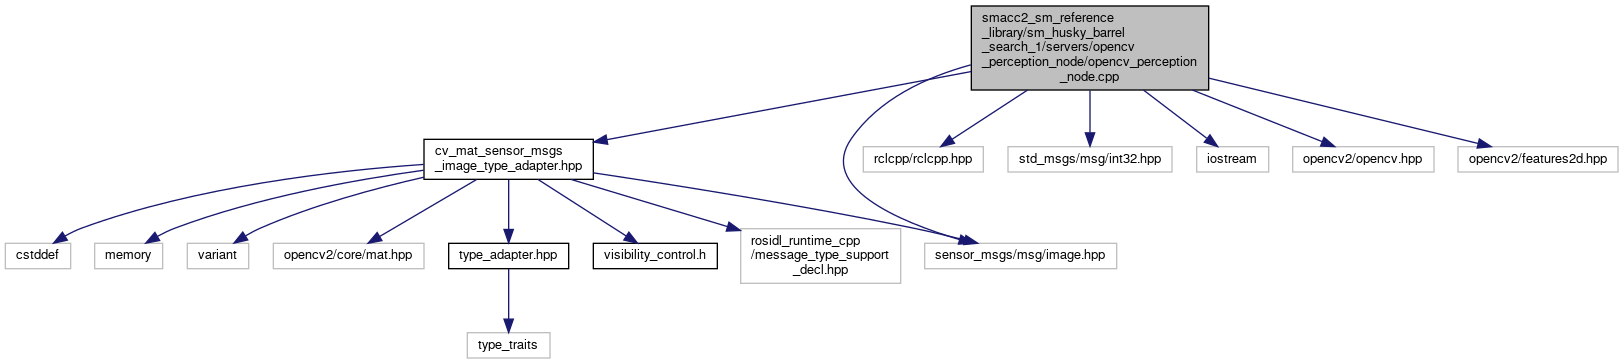 smacc2_sm_reference
_library/sm_husky_barrel
_search_1/servers/opencv
_perception_node/opencv_perception
_node.cpp
cv_mat_sensor_msgs
_image_type_adapter.hpp
rclcpp/rclcpp.hpp
std_msgs/msg/int32.hpp
iostream
opencv2/opencv.hpp
opencv2/features2d.hpp
cstddef
memory
variant
opencv2/core/mat.hpp
type_adapter.hpp
visibility_control.h
rosidl_runtime_cpp
/message_type_support
_decl.hpp
sensor_msgs/msg/image.hpp
type_traits